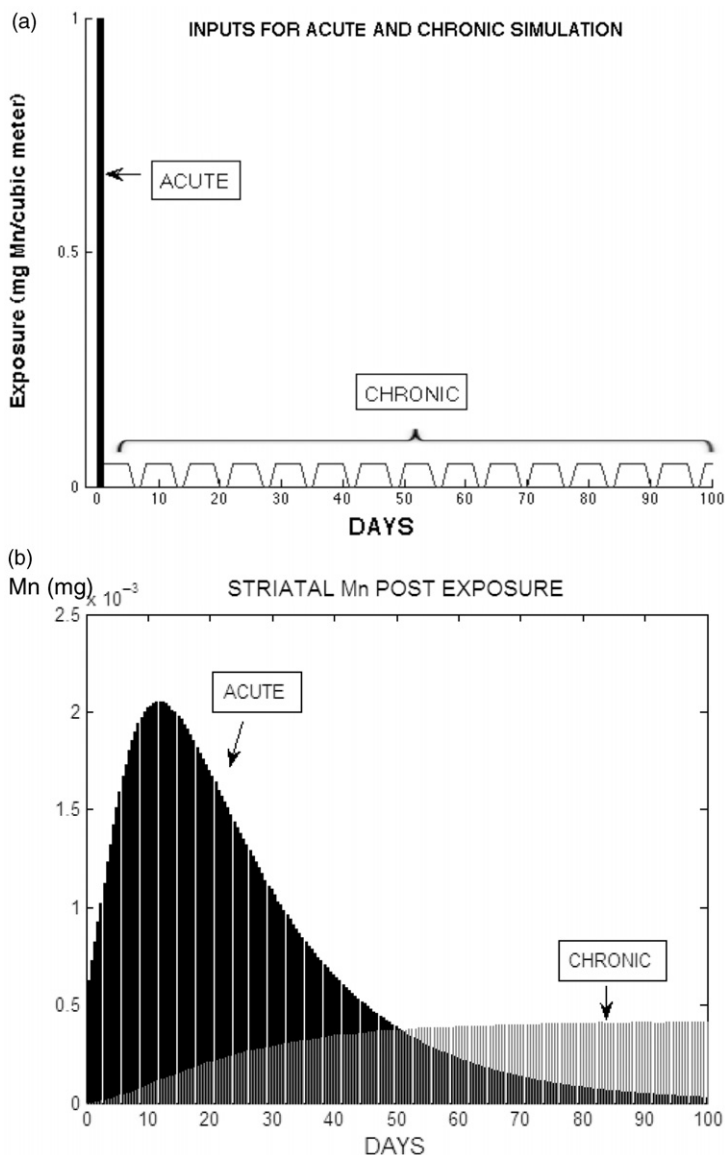 (a)
INPUTS FOR ACUTE AND CHRONIC SIMULATION
Exposure (mg Mn/cubic meter)
1
0.5
0
ACUTE
CHRONIC
0 10 20 30 40 50 60 70 80 90 100
DAYS
(b)
Mn (mg)
x 10⁻³
STRIATAL Mn POST EXPOSURE
2.5
2
1.5
1
0.5
0
ACUTE
CHRONIC
0 10 20 30 40 50 60 70 80 90 100
DAYS